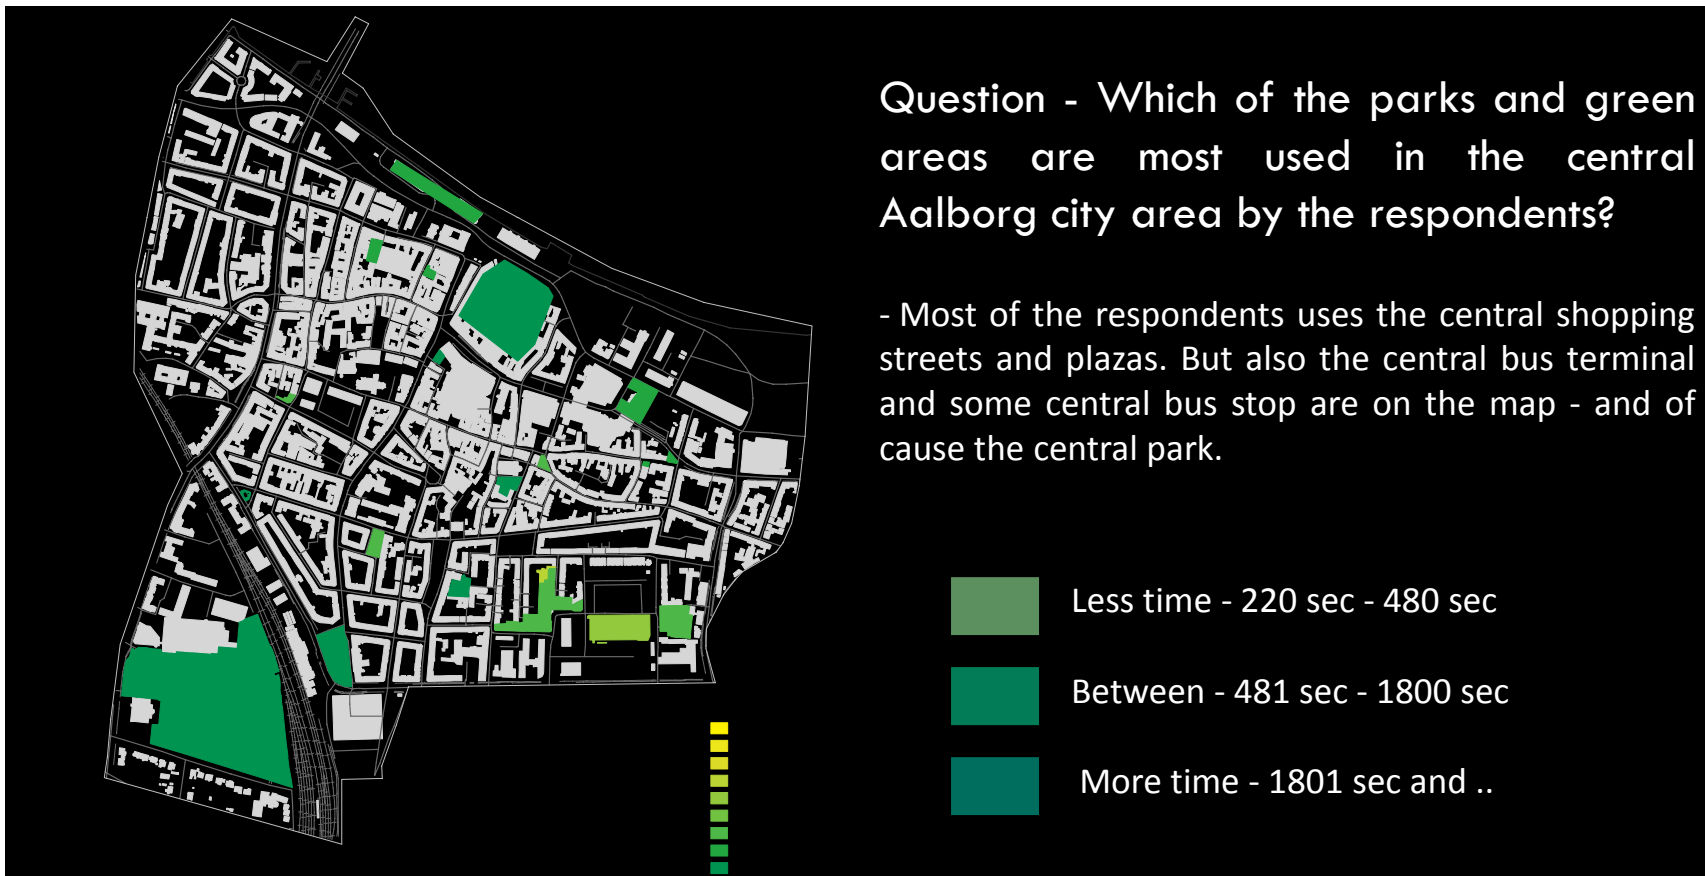 Question - Which of the parks and green
areas are most used in the central
Aalborg city area by the respondents?
- Most of the respondents uses the central shopping
streets and plazas. But also the central bus terminal
and some central bus stop are on the map - and of
cause the central park.
Less time - 220 sec - 480 sec
Between - 481 sec - 1800 sec
More time - 1801 sec and ..